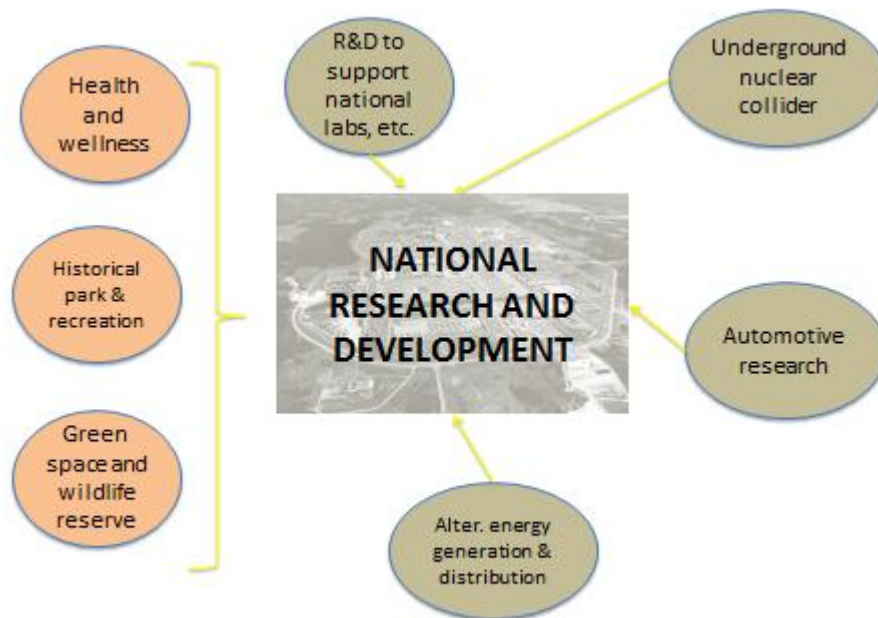 Health
and
wellness
Historical
park &
recreation
Green
space and
wildlife
reserve
R&D to
support
national
labs, etc.
Underground
nuclear
collider
NATIONAL
RESEARCH AND
DEVELOPMENT
Automotive
research
Alter. energy
generation &
distribution